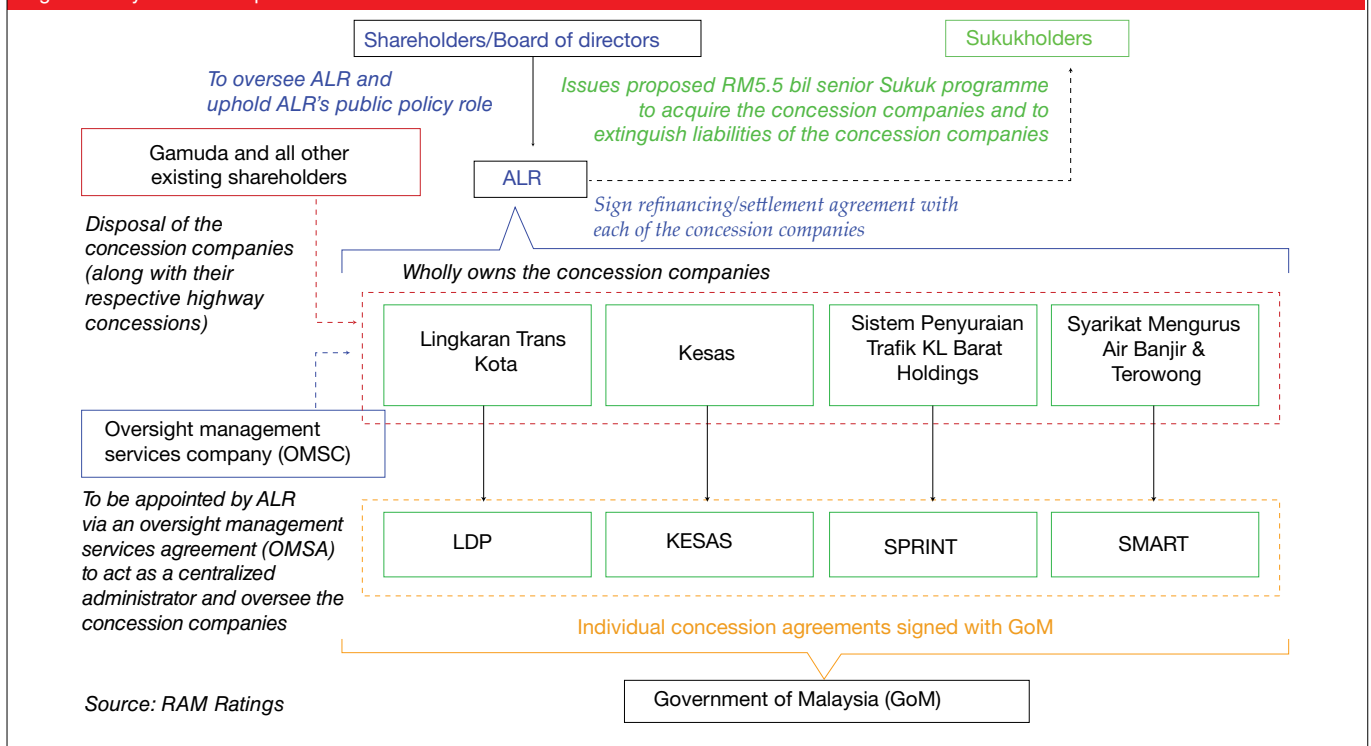 Shareholders/Board of directors
Sukukholders
To oversee ALR and
uphold ALR's public policy role
Issues proposed RM5.5 bil senior Sukuk programme
to acquire the concession companies and to
extinguish liabilities of the concession companies
Gamuda and all other
existing shareholders
ALR
Sign refinancing/settlement agreement with
each of the concession companies
Disposal of the
concession companies
(along with their
respective highway
concessions)
Wholly owns the concession companies
Lingkaran Trans
Kota
Kesas
Sistem Penyuraian
Trafik KL Barat
Holdings
Syarikat Mengurus
Air Banjir &
Terowong
Oversight management
services company (OMSC)
To be appointed by ALR
via an oversight management
services agreement (OMSA)
to act as a centralized
administrator and oversee the
concession companies
LDP
KESAS
SPRINT
SMART
Individual concession agreements signed with GoM
Government of Malaysia (GoM)
Source: RAM Ratings